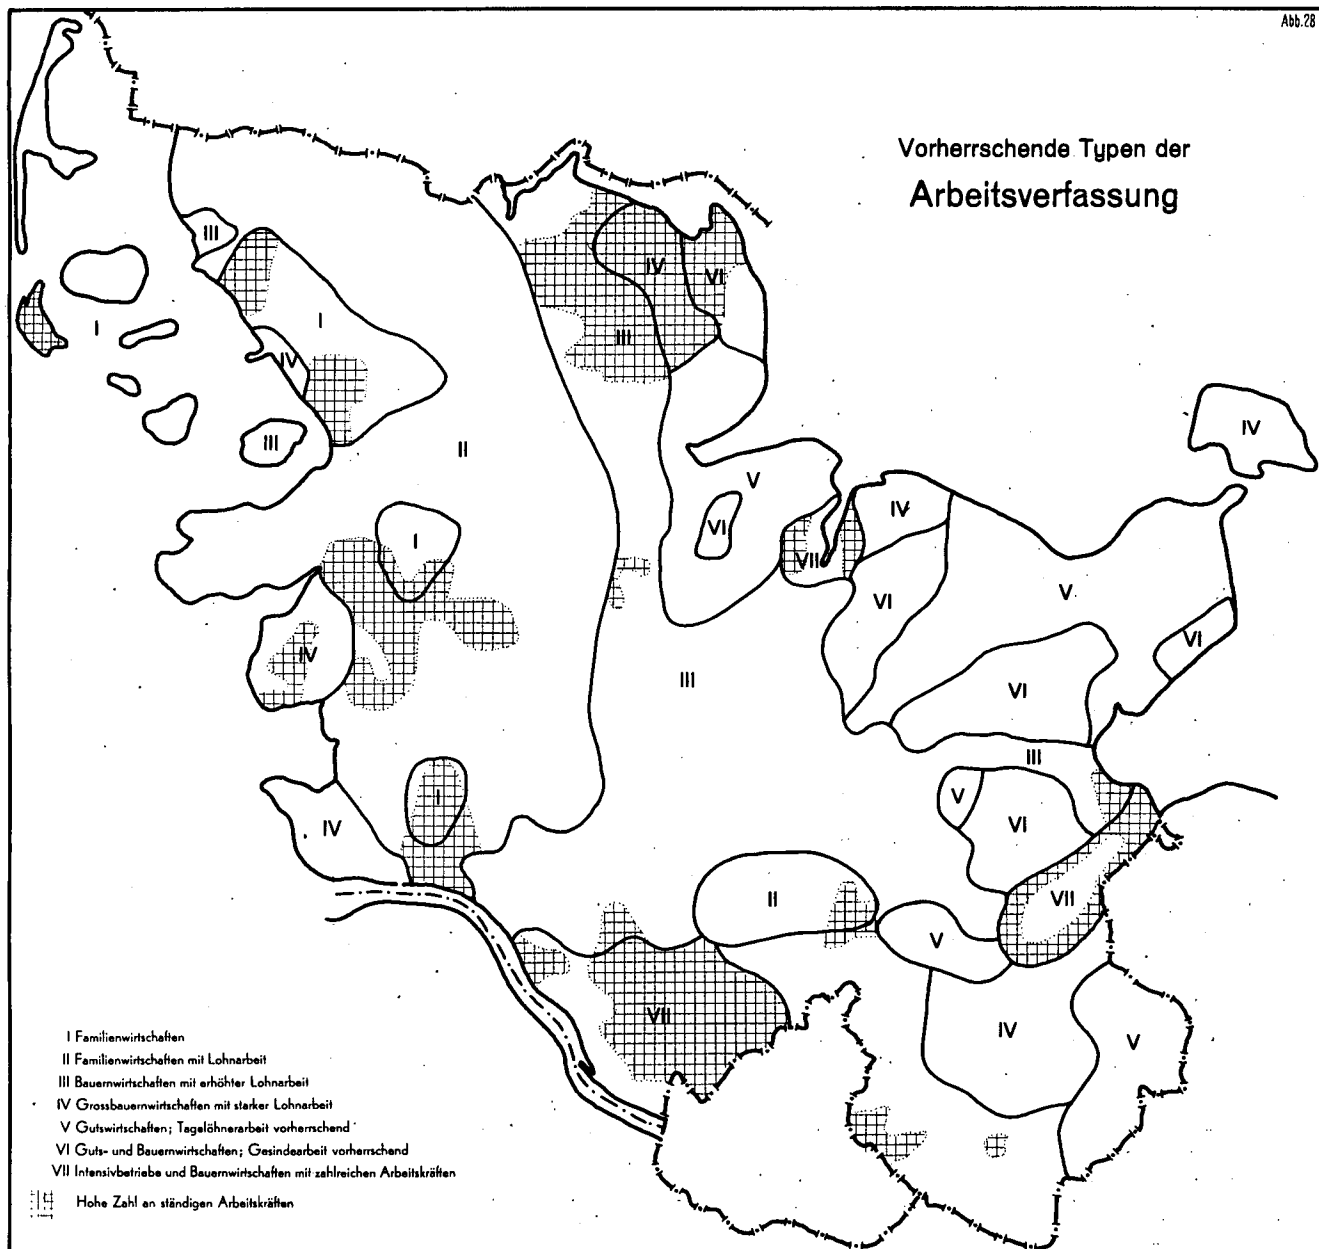 Abb.28
Vorherrschende Typen der
Arbeitsverfassung
III
IV
VI
I
I
III
IV
IV
III
II
V
IV
VI
I
VII
VI
V
VI
IV
III
VI
III
I
V
IV
VI
II
VII
V
VII
IV
V
I Familienwirtschaften
II Familienwirtschaften mit Lohnarbeit
III Bauernwirtschaften mit erhöhter Lohnarbeit
IV Grossbauernwirtschaften mit starker Lohnarbeit
V Gutswirtschaften; Tagelöhnerarbeit vorherrschend
VI Guts- und Bauernwirtschaften; Gesindearbeit vorherrschend
VII Intensivbetriebe und Bauernwirtschaften mit zahlreichen Arbeitskräften
Hohe Zahl an ständigen Arbeitskräften